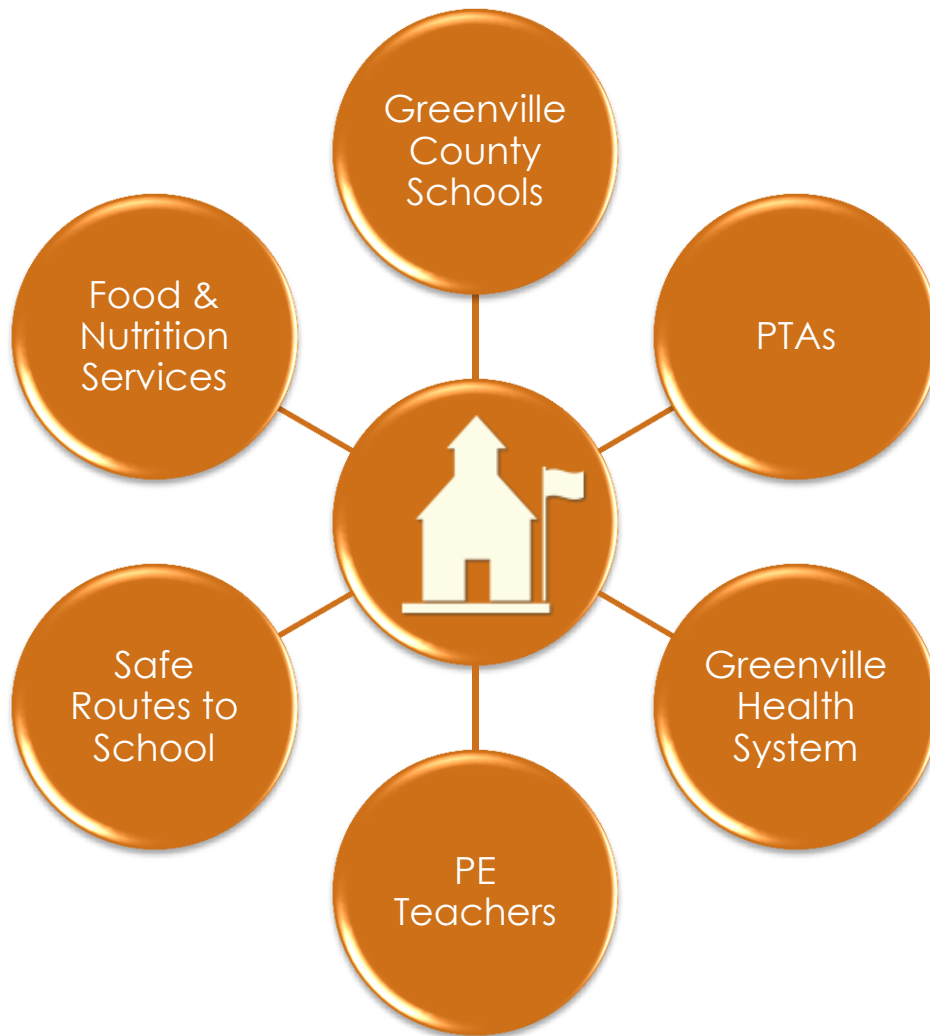 Greenville
County
Schools
PTAs
Greenville
Health
System
PE
Teachers
Safe
Routes to
School
Food &
Nutrition
Services